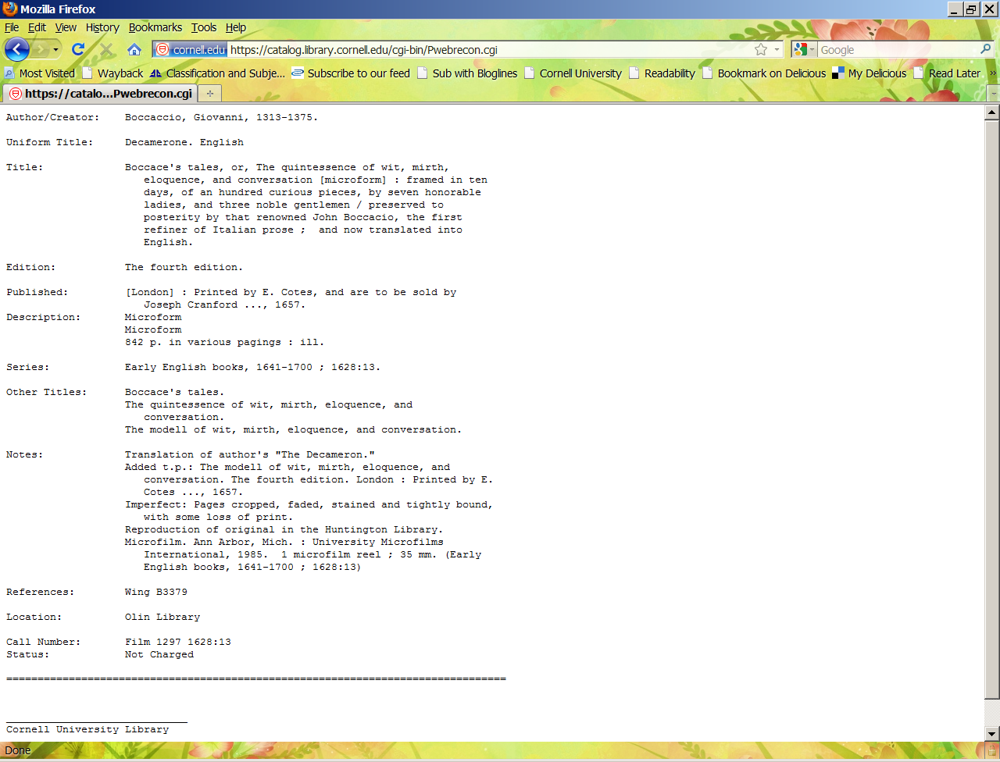 Mozilla Firefox
File Edit View History Bookmarks Tools Help
cornell.edu https://catalog.library.cornell.edu/cgi-bin/Pwebrecon.cgi Google
Most Visited Wayback Classification and Subje... Subscribe to our feed Sub with Bloglines Cornell University Readability Bookmark on Delicious My Delicious Read Later »
https://catalo...Pwebrecon.cgi
Author/Creator: Boccaccio, Giovanni, 1313-1375.
Uniform Title: Decamerone. English
Title: Boccace's tales, or, The quintessence of wit, mirth,
eloquence, and conversation [microform] : framed in ten
days, of an hundred curious pieces, by seven honorable
ladies, and three noble gentlemen / preserved to
posterity by that renowned John Boccacio, the first
refiner of Italian prose ; and now translated into
English.
Edition: The fourth edition.
Published: [London] : Printed by E. Cotes, and are to be sold by
Joseph Cranford ..., 1657.
Description: Microform
Microform
842 p. in various pagings : ill.
Series: Early English books, 1641-1700 ; 1628:13.
Other Titles: Boccace's tales.
The quintessence of wit, mirth, eloquence, and
conversation.
The modell of wit, mirth, eloquence, and conversation.
Notes: Translation of author's "The Decameron."
Added t.p.: The modell of wit, mirth, eloquence, and
conversation. The fourth edition. London : Printed by E.
Cotes ..., 1657.
Imperfect: Pages cropped, faded, stained and tightly bound,
with some loss of print.
Reproduction of original in the Huntington Library.
Microfilm. Ann Arbor, Mich. : University Microfilms
International, 1985. 1 microfilm reel ; 35 mm. (Early
English books, 1641-1700 ; 1628:13)
References: Wing B3379
Location: Olin Library
Call Number: Film 1297 1628:13
Status: Not Charged
================================================================================
_____________________________
Cornell University Library
Done